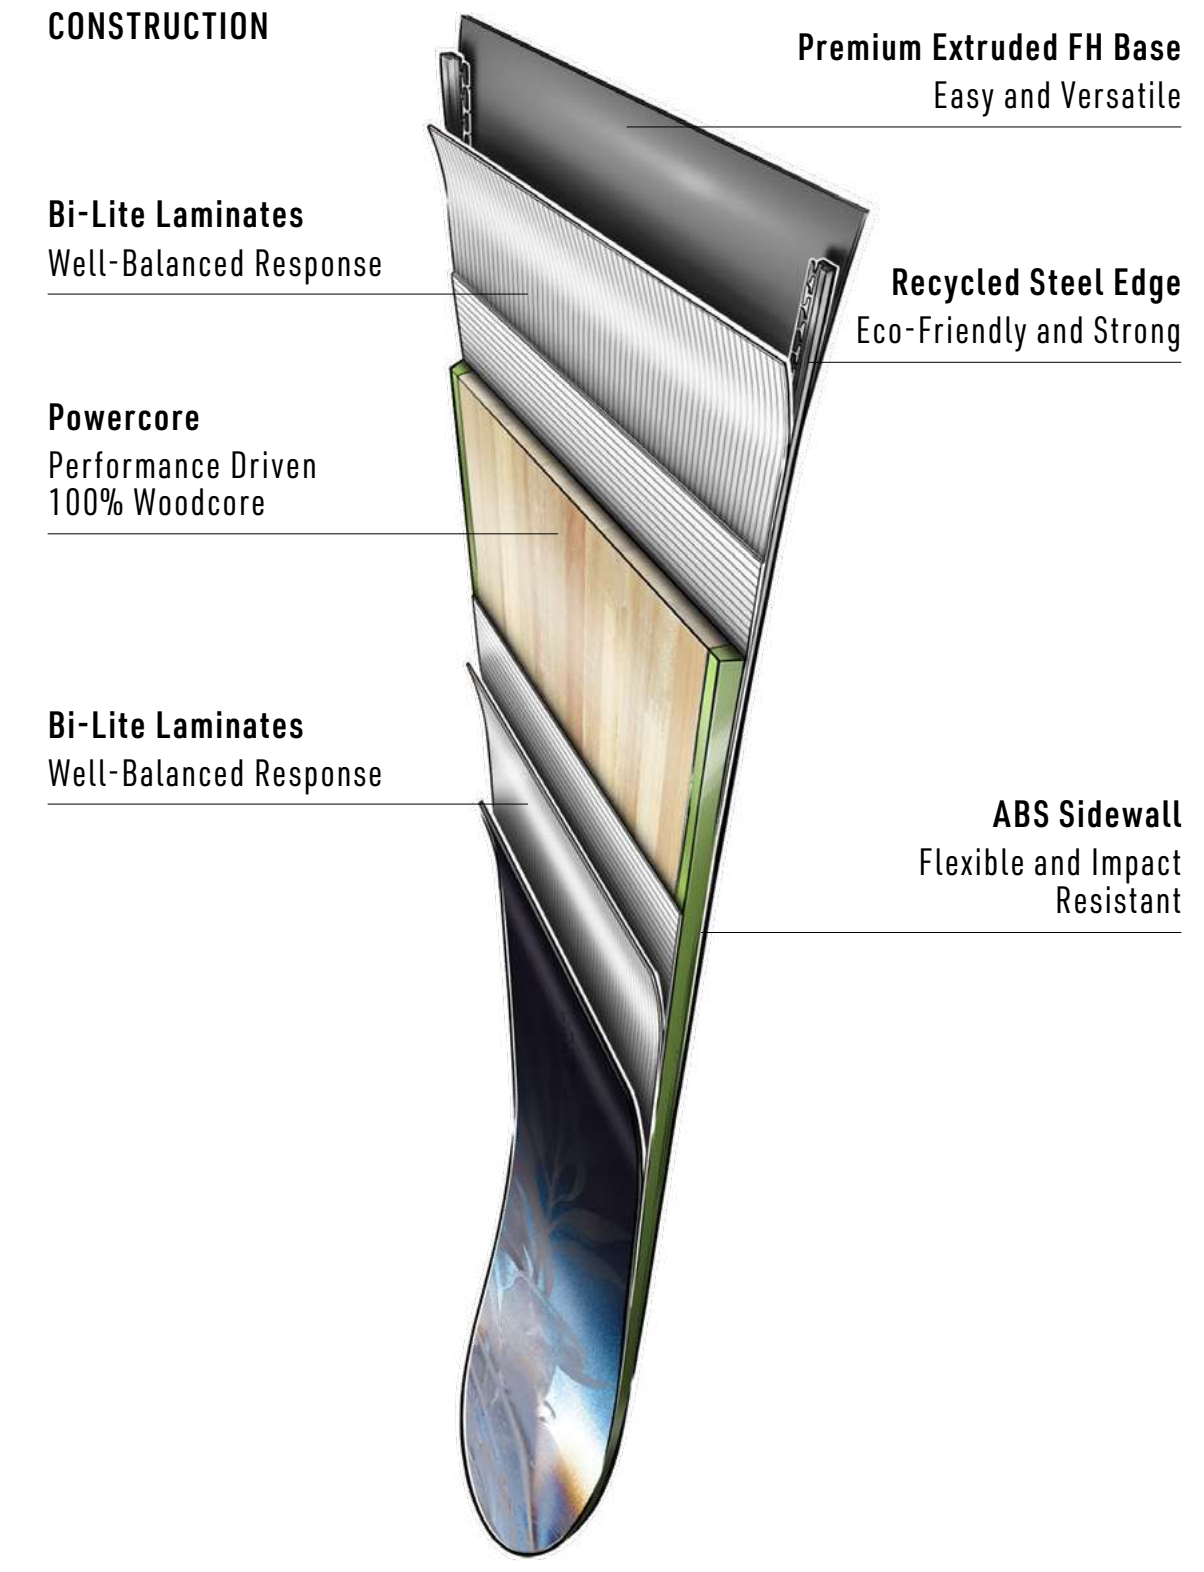 CONSTRUCTION
Premium Extruded FH Base
Easy and Versatile
Bi-Lite Laminates
Well-Balanced Response
Recycled Steel Edge
Eco-Friendly and Strong
Powercore
Performance Driven
100% Woodcore
Bi-Lite Laminates
Well-Balanced Response
ABS Sidewall
Flexible and Impact
Resistant